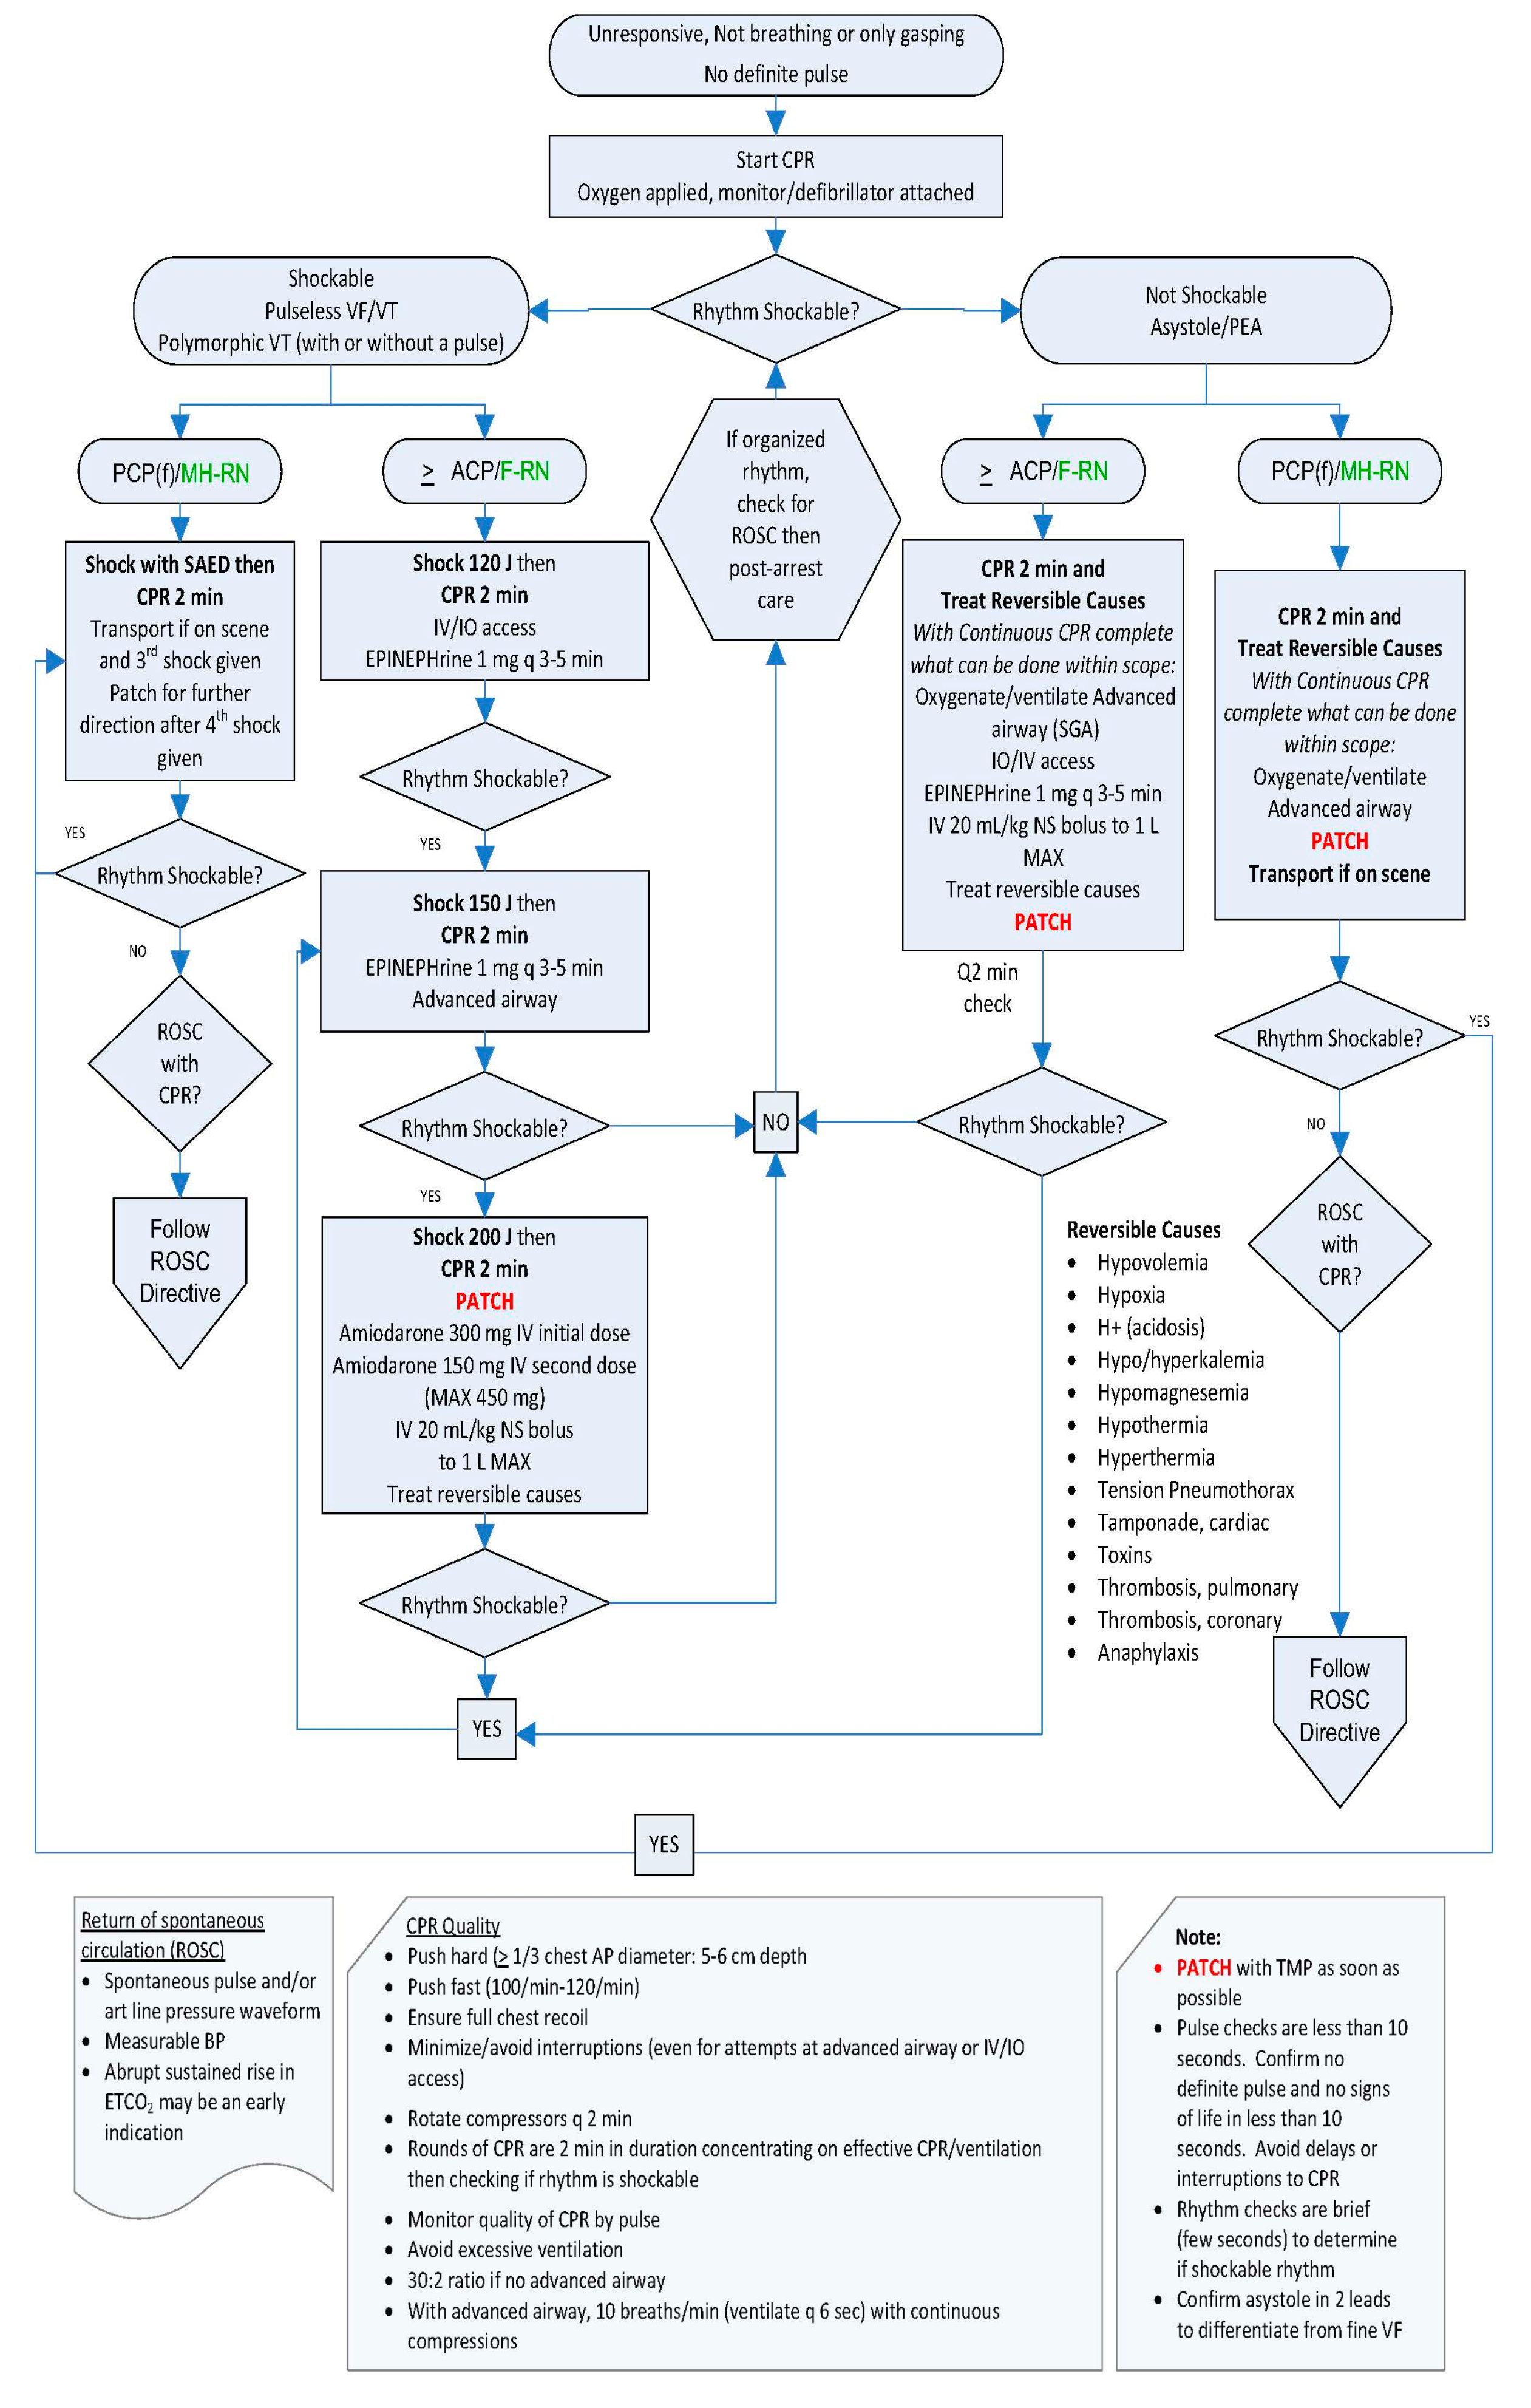 Unresponsive, Not breathing or only gasping
No definite pulse
Start CPR
Oxygen applied, monitor/defibrillator attached
Rhythm Shockable?
Shockable
Pulseless VF/VT
Polymorphic VT (with or without a pulse)
Not Shockable
Asystole/PEA
PCP(f)/MH-RN
≥ ACP/F-RN
If organized
rhythm,
check for
ROSC then
post-arrest
care
≥ ACP/F-RN
PCP(f)/MH-RN
Shock with SAED then
CPR 2 min
Transport if on scene
and 3rd shock given
Patch for further
direction after 4th shock
given
Shock 120 J then
CPR 2 min
IV/IO access
EPINEPHrine 1 mg q 3-5 min
CPR 2 min and
Treat Reversible Causes
With Continuous CPR complete
what can be done within scope:
Oxygenate/ventilate Advanced
airway (SGA)
IO/IV access
EPINEPHrine 1 mg q 3-5 min
IV 20 mL/kg NS bolus to 1 L
MAX
Treat reversible causes
PATCH
CPR 2 min and
Treat Reversible Causes
With Continuous CPR
complete what can be done
within scope:
Oxygenate/ventilate
Advanced airway
PATCH
Transport if on scene
Rhythm Shockable?
YES
YES
Rhythm Shockable?
NO
Shock 150 J then
CPR 2 min
EPINEPHrine 1 mg q 3-5 min
Advanced airway
Q2 min
check
ROSC
with
CPR?
Rhythm Shockable?
YES
NO
Rhythm Shockable?
NO
Rhythm Shockable?
YES
Follow
ROSC
Directive
Shock 200 J then
CPR 2 min
PATCH
Amiodarone 300 mg IV initial dose
Amiodarone 150 mg IV second dose
(MAX 450 mg)
IV 20 mL/kg NS bolus
to 1 L MAX
Treat reversible causes
Reversible Causes
• Hypovolemia
• Hypoxia
• H+ (acidosis)
• Hypo/hyperkalemia
• Hypomagnesemia
• Hypothermia
• Hyperthermia
• Tension Pneumothorax
• Tamponade, cardiac
• Toxins
• Thrombosis, pulmonary
• Thrombosis, coronary
• Anaphylaxis
ROSC
with
CPR?
Rhythm Shockable?
YES
Follow
ROSC
Directive
YES
Return of spontaneous
circulation (ROSC)
• Spontaneous pulse and/or
art line pressure waveform
• Measurable BP
• Abrupt sustained rise in
ETCO2 may be an early
indication
CPR Quality
• Push hard (≥ 1/3 chest AP diameter: 5-6 cm depth
• Push fast (100/min-120/min)
• Ensure full chest recoil
• Minimize/avoid interruptions (even for attempts at advanced airway or IV/IO
access)
• Rotate compressors q 2 min
• Rounds of CPR are 2 min in duration concentrating on effective CPR/ventilation
then checking if rhythm is shockable
• Monitor quality of CPR by pulse
• Avoid excessive ventilation
• 30:2 ratio if no advanced airway
• With advanced airway, 10 breaths/min (ventilate q 6 sec) with continuous
compressions
Note:
• PATCH with TMP as soon as
possible
• Pulse checks are less than 10
seconds. Confirm no
definite pulse and no signs
of life in less than 10
seconds. Avoid delays or
interruptions to CPR
• Rhythm checks are brief
(few seconds) to determine
if shockable rhythm
• Confirm asystole in 2 leads
to differentiate from fine VF